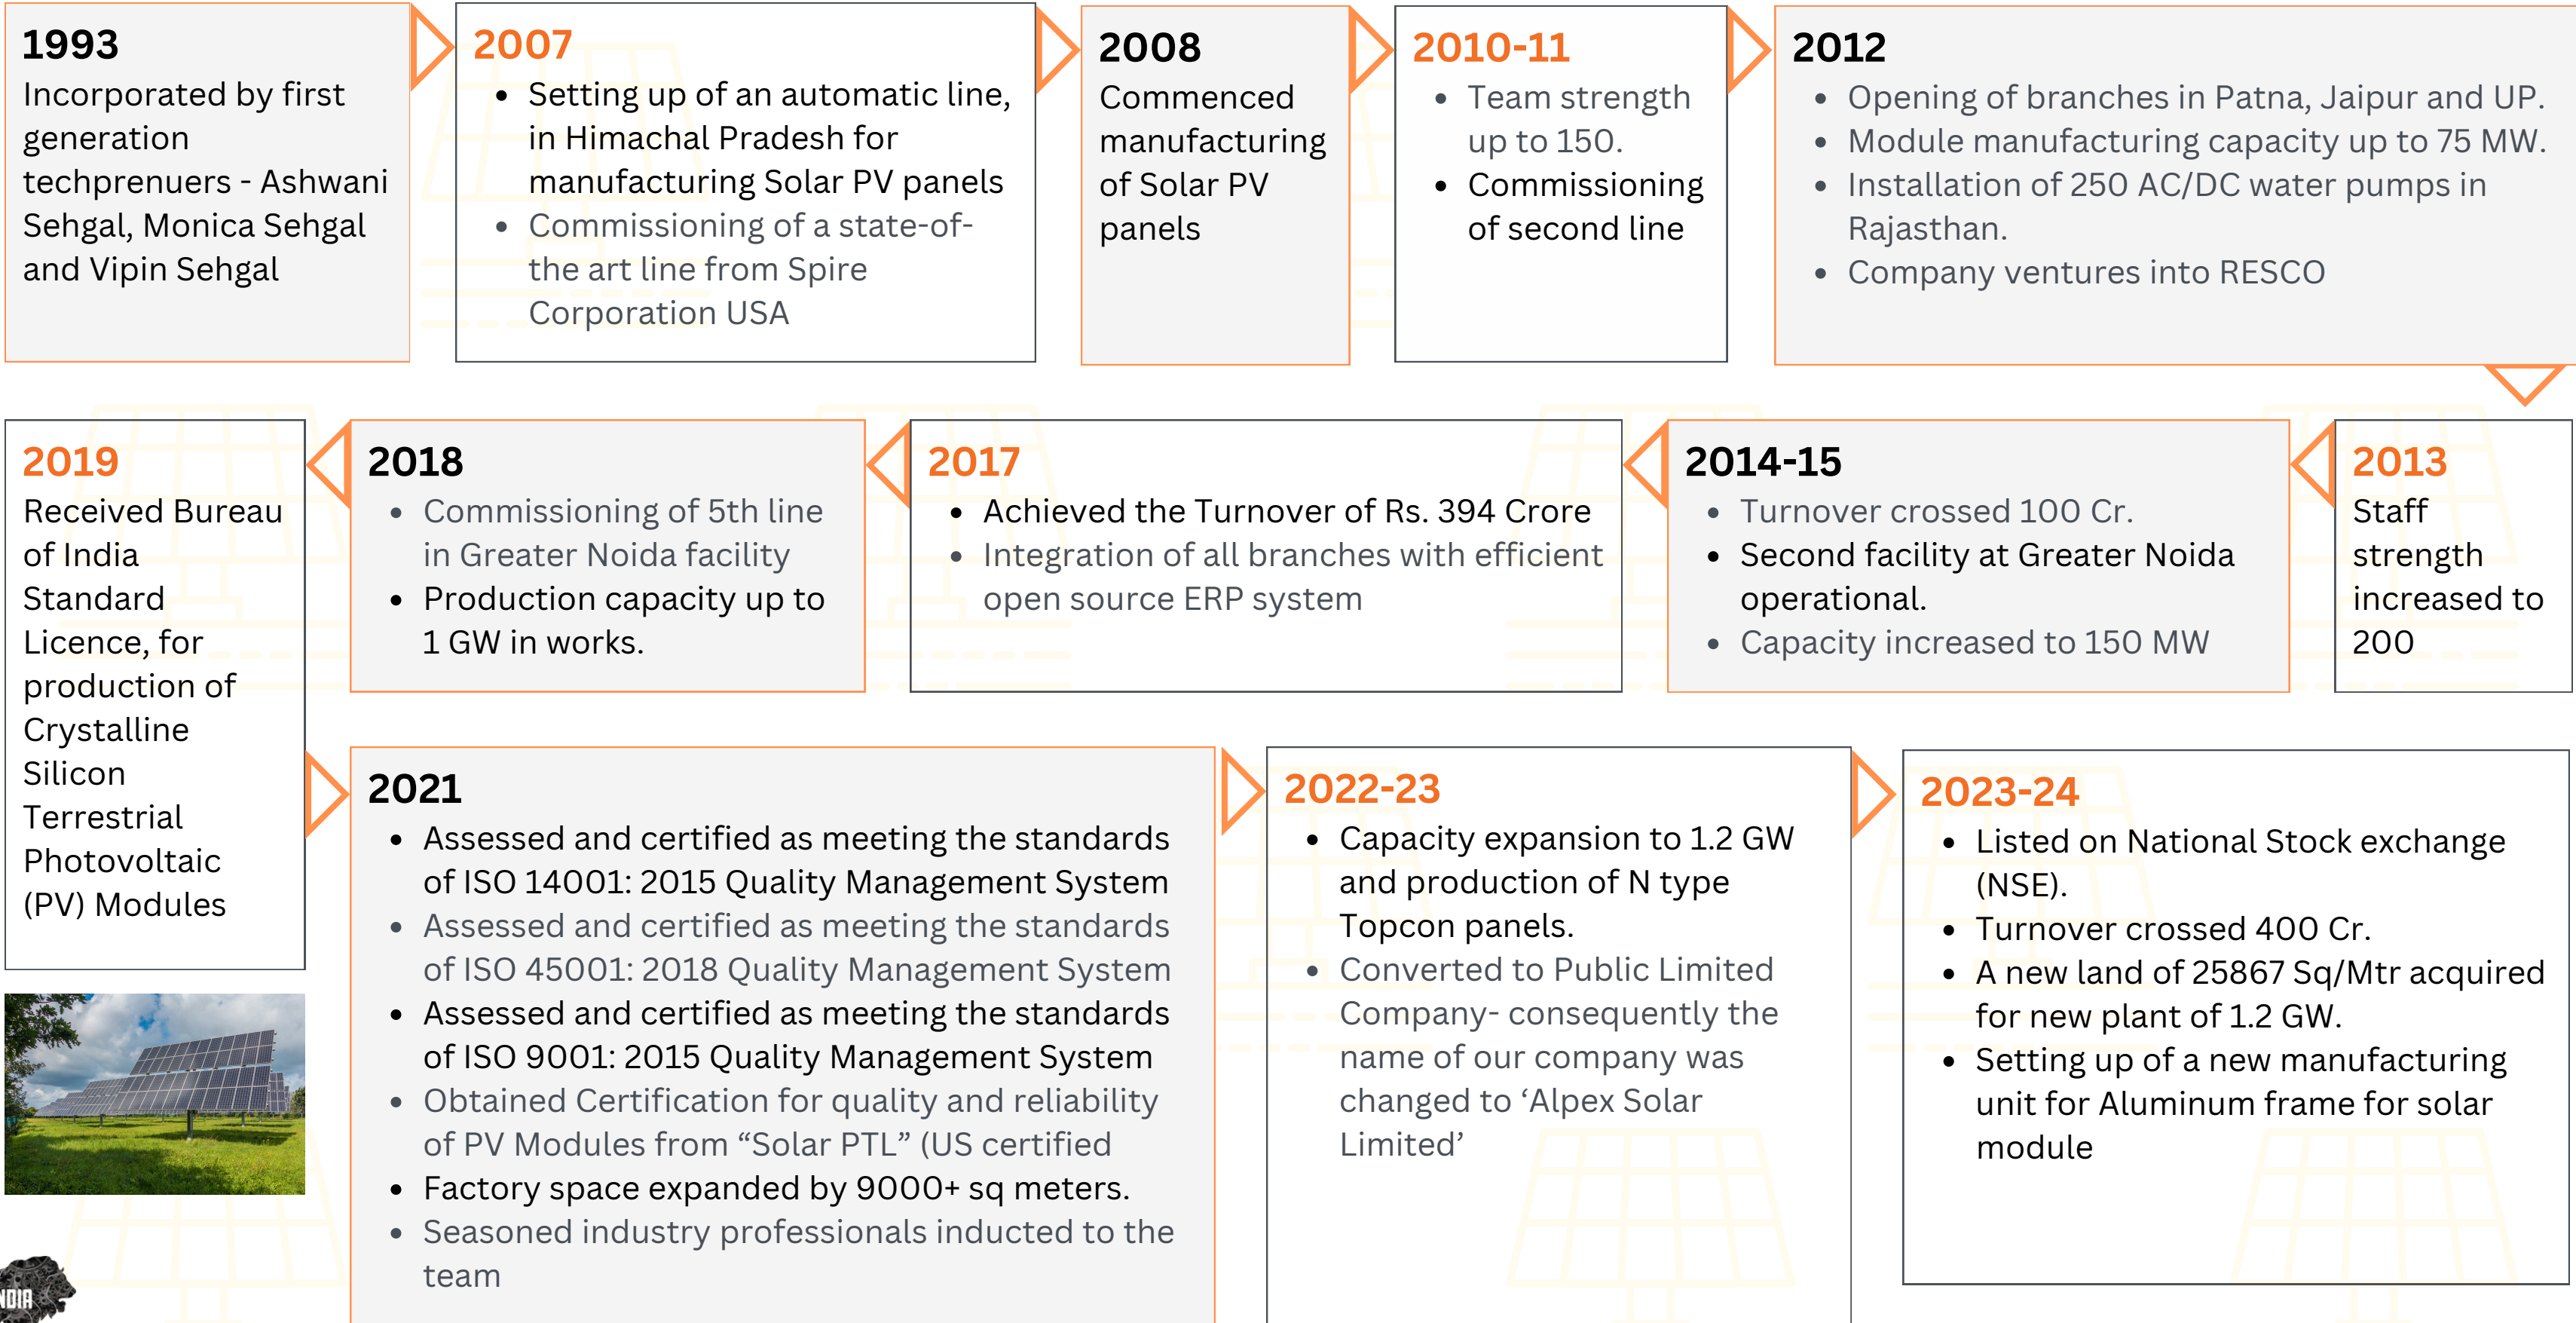 1993
Incorporated by first
generation
techprenuers - Ashwani
Sehgal, Monica Sehgal
and Vipin Sehgal
2007
• Setting up of an automatic line,
in Himachal Pradesh for
manufacturing Solar PV panels
• Commissioning of a state-of-
the art line from Spire
Corporation USA
2008
Commenced
manufacturing
of Solar PV
panels
2010-11
• Team strength
up to 150.
• Commissioning
of second line
2012
• Opening of branches in Patna, Jaipur and UP.
• Module manufacturing capacity up to 75 MW.
• Installation of 250 AC/DC water pumps in
Rajasthan.
• Company ventures into RESCO
2013
Staff
strength
increased to
200
2014-15
• Turnover crossed 100 Cr.
• Second facility at Greater Noida
operational.
• Capacity increased to 150 MW
2017
• Achieved the Turnover of Rs. 394 Crore
• Integration of all branches with efficient
open source ERP system
2018
• Commissioning of 5th line
in Greater Noida facility
• Production capacity up to
1 GW in works.
2019
Received Bureau
of India
Standard
Licence, for
production of
Crystalline
Silicon
Terrestrial
Photovoltaic
(PV) Modules
2021
• Assessed and certified as meeting the standards
of ISO 14001: 2015 Quality Management System
• Assessed and certified as meeting the standards
of ISO 45001: 2018 Quality Management System
• Assessed and certified as meeting the standards
of ISO 9001: 2015 Quality Management System
• Obtained Certification for quality and reliability
of PV Modules from “Solar PTL” (US certified
• Factory space expanded by 9000+ sq meters.
• Seasoned industry professionals inducted to the
team
2022-23
• Capacity expansion to 1.2 GW
and production of N type
Topcon panels.
• Converted to Public Limited
Company- consequently the
name of our company was
changed to ‘Alpex Solar
Limited’
2023-24
• Listed on National Stock exchange
(NSE).
• Turnover crossed 400 Cr.
• A new land of 25867 Sq/Mtr acquired
for new plant of 1.2 GW.
• Setting up of a new manufacturing
unit for Aluminum frame for solar
module